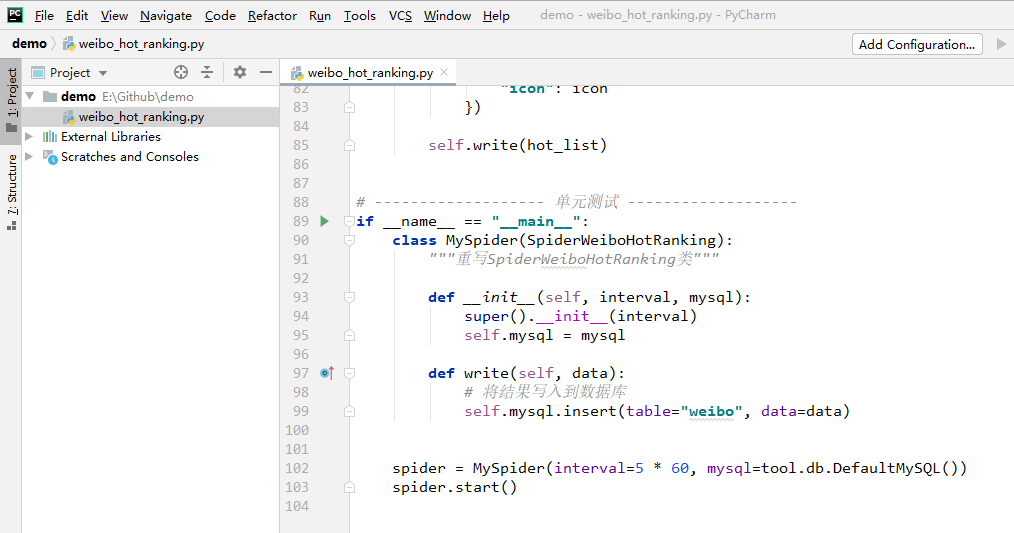 File Edit View Navigate Code Refactor Run Tools VCS Window Help demo - weibo_hot_ranking.py - PyCharm
demo weibo_hot_ranking.py Add Configuration...
1: Project
7: Structure
Project
demo E:\Github\demo
weibo_hot_ranking.py
External Libraries
Scratches and Consoles
weibo_hot_ranking.py
82 "icon": icon
83 })
84
85 self.write(hot_list)
86
87
88 # ------------------- 单元测试 -------------------
89 if __name__ == "__main__":
90 class MySpider(SpiderWeiboHotRanking):
91 """重写SpiderWeiboHotRanking类"""
92
93 def __init__(self, interval, mysql):
94 super().__init__(interval)
95 self.mysql = mysql
96
97 def write(self, data):
98 # 将结果写入到数据库
99 self.mysql.insert(table="weibo", data=data)
100
101
102 spider = MySpider(interval=5 * 60, mysql=tool.db.DefaultMySQL())
103 spider.start()
104